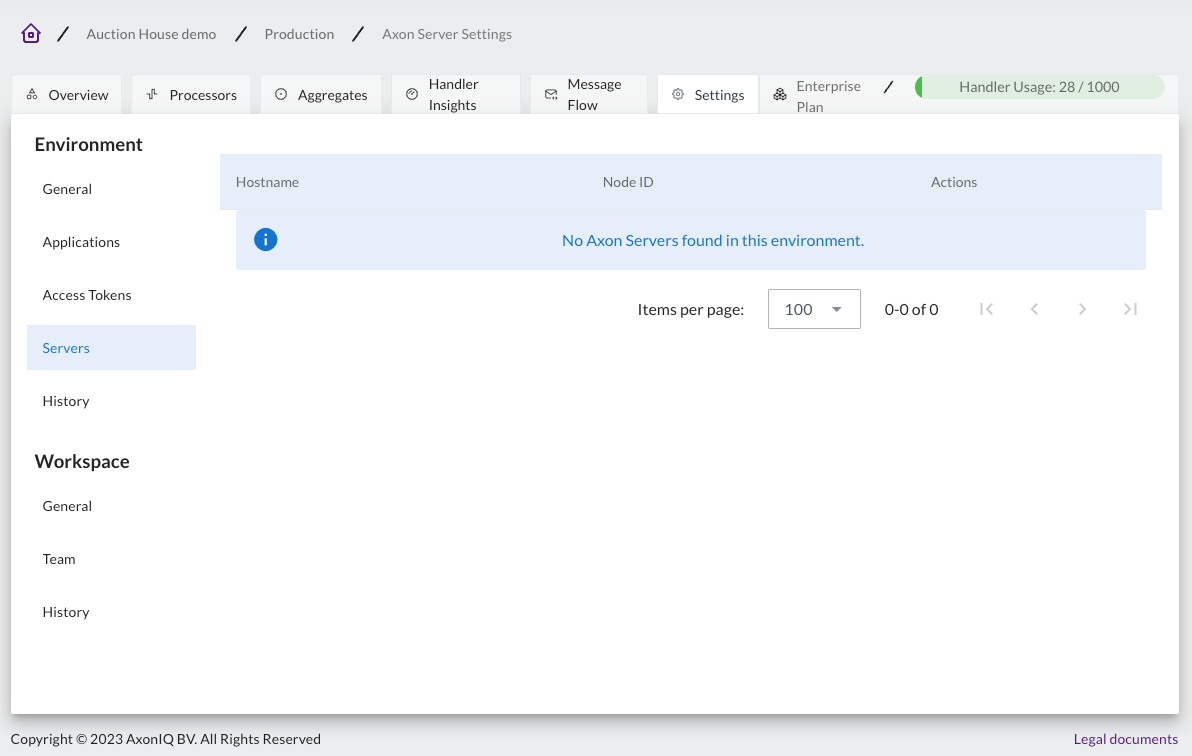 Auction House demo / Production / Axon Server Settings
Overview
Processors
Aggregates
Handler
Insights
Message
Flow
Settings
Enterprise
Plan
/
Handler Usage: 28 / 1000
Environment
General
Applications
Access Tokens
Servers
History
Workspace
General
Team
History
Hostname Node ID Actions
No Axon Servers found in this environment.
Items per page: 100 0-0 of 0
Copyright © 2023 AxonIQ BV. All Rights Reserved
Legal documents